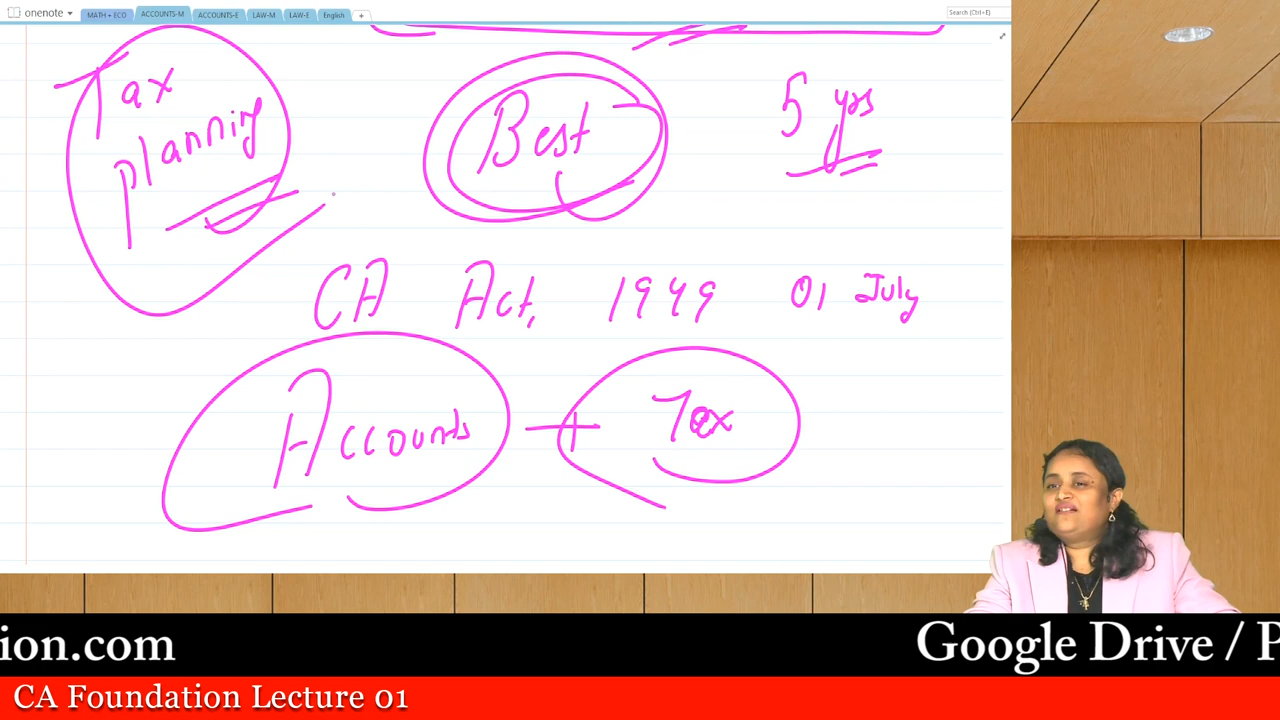 onenote MATH + ECO ACCOUNTS-M ACCOUNTS-E LAW-M LAW-E English + Search (Ctrl+E)
Tax planning
Best
5 yrs
CA Act, 1949 01 July
Accounts + Tax
ion.com Google Drive / P
CA Foundation Lecture 01